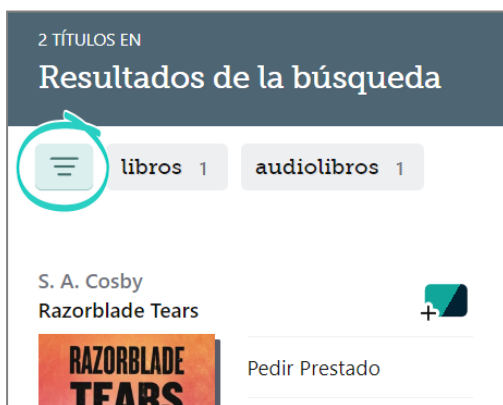 2 TÍTULOS EN
Resultados de la búsqueda
libros 1
audiolibros 1
S. A. Cosby
Razorblade Tears
RAZORBLADE
TEARS
Pedir Prestado